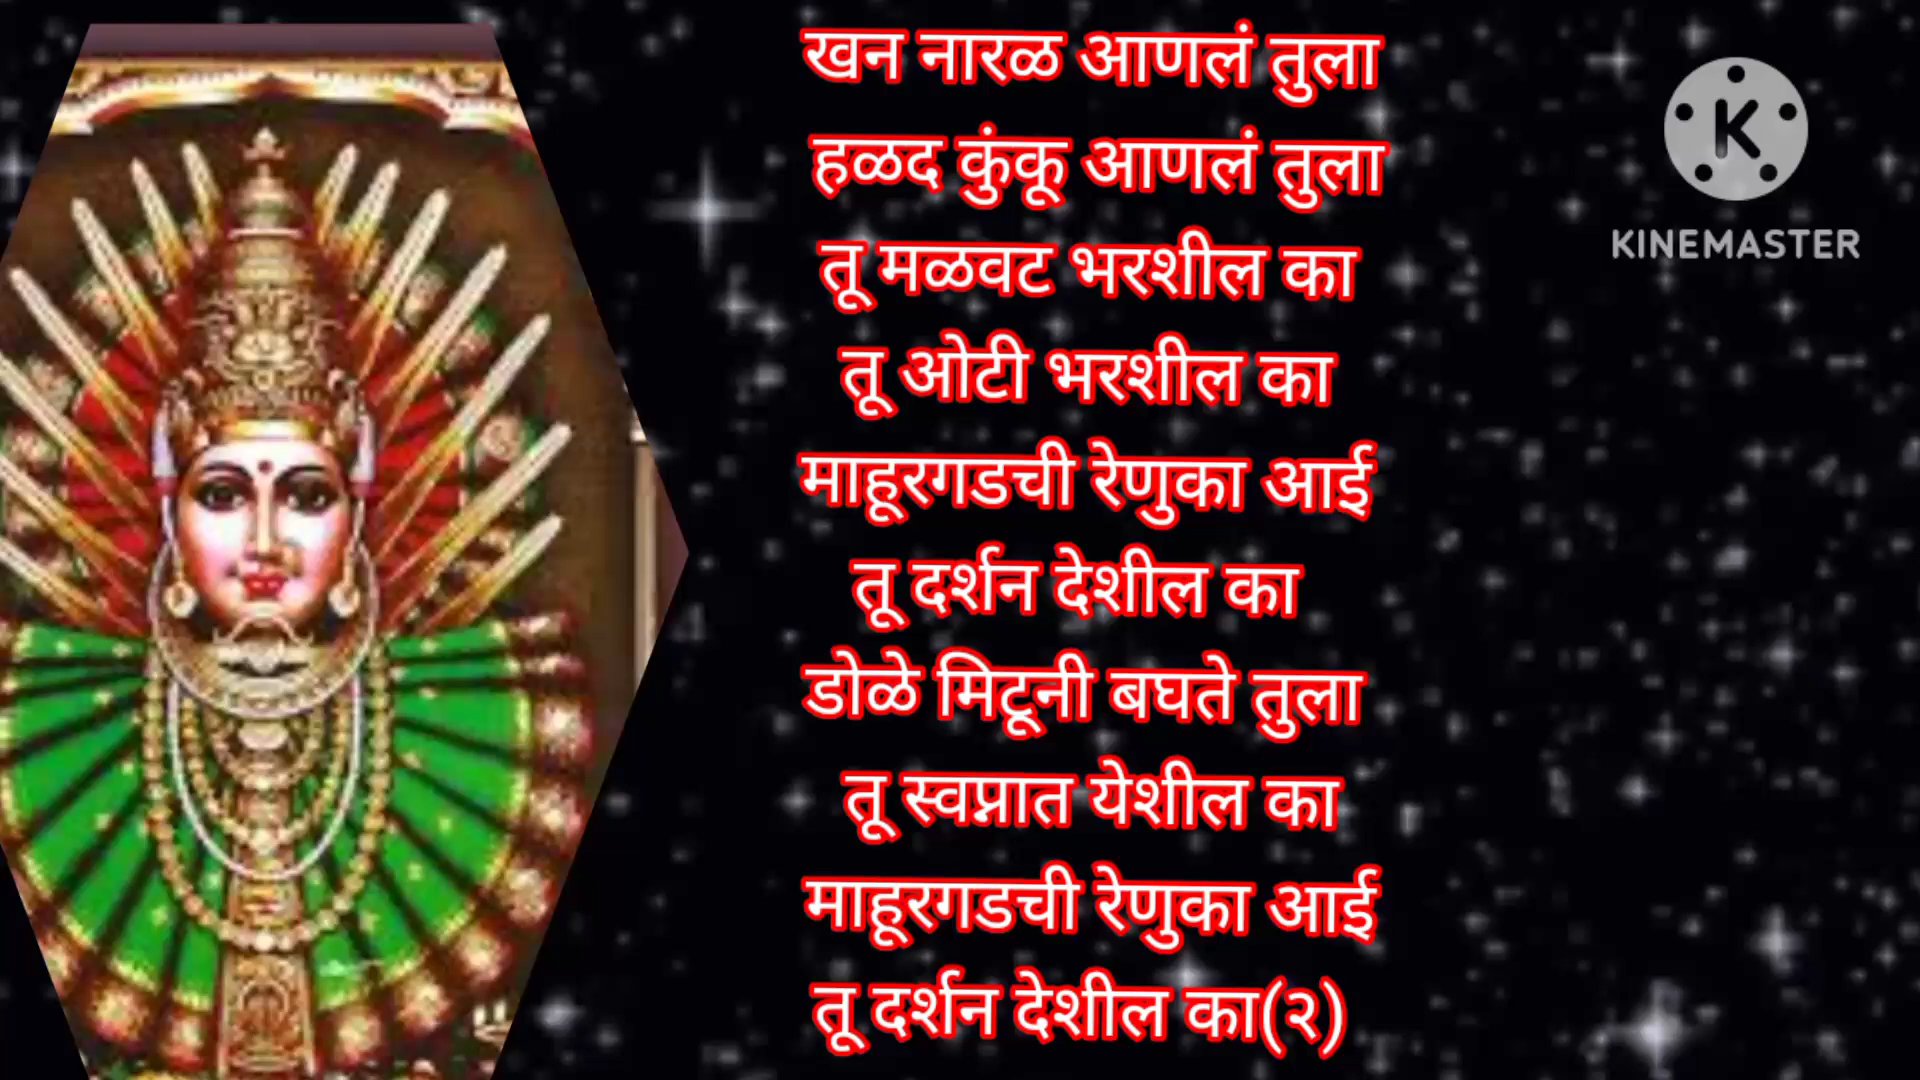 खन नारळ आणलं तुला
हळद कुंकू आणलं तुला
तू मळवट भरशील का
तू ओटी भरशील का
माहूरगडची रेणुका आई
तू दर्शन देशील का
डोळे मिटूनी बघते तुला
तू स्वप्नात येशील का
माहूरगडची रेणुका आई
तू दर्शन देशील का(२)
K
KINEMASTER